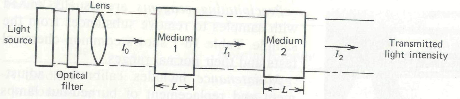 Lens
Light
source
Optical
filter
I0
Medium
1
L
I1
Medium
2
L
I2
Transmitted
light intensity